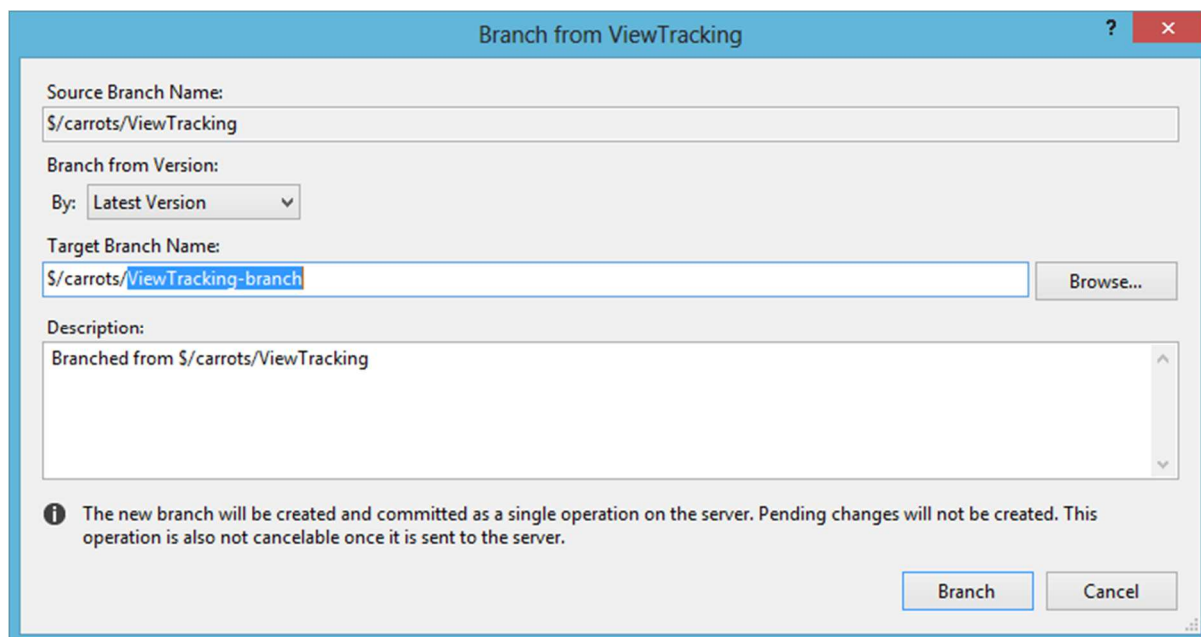 Branch from ViewTracking
?
Source Branch Name:
$/carrots/ViewTracking
Branch from Version:
By: Latest Version
Target Branch Name:
$/carrots/ViewTracking-branch
Browse...
Description:
Branched from $/carrots/ViewTracking
The new branch will be created and committed as a single operation on the server. Pending changes will not be created. This
operation is also not cancelable once it is sent to the server.
Branch Cancel